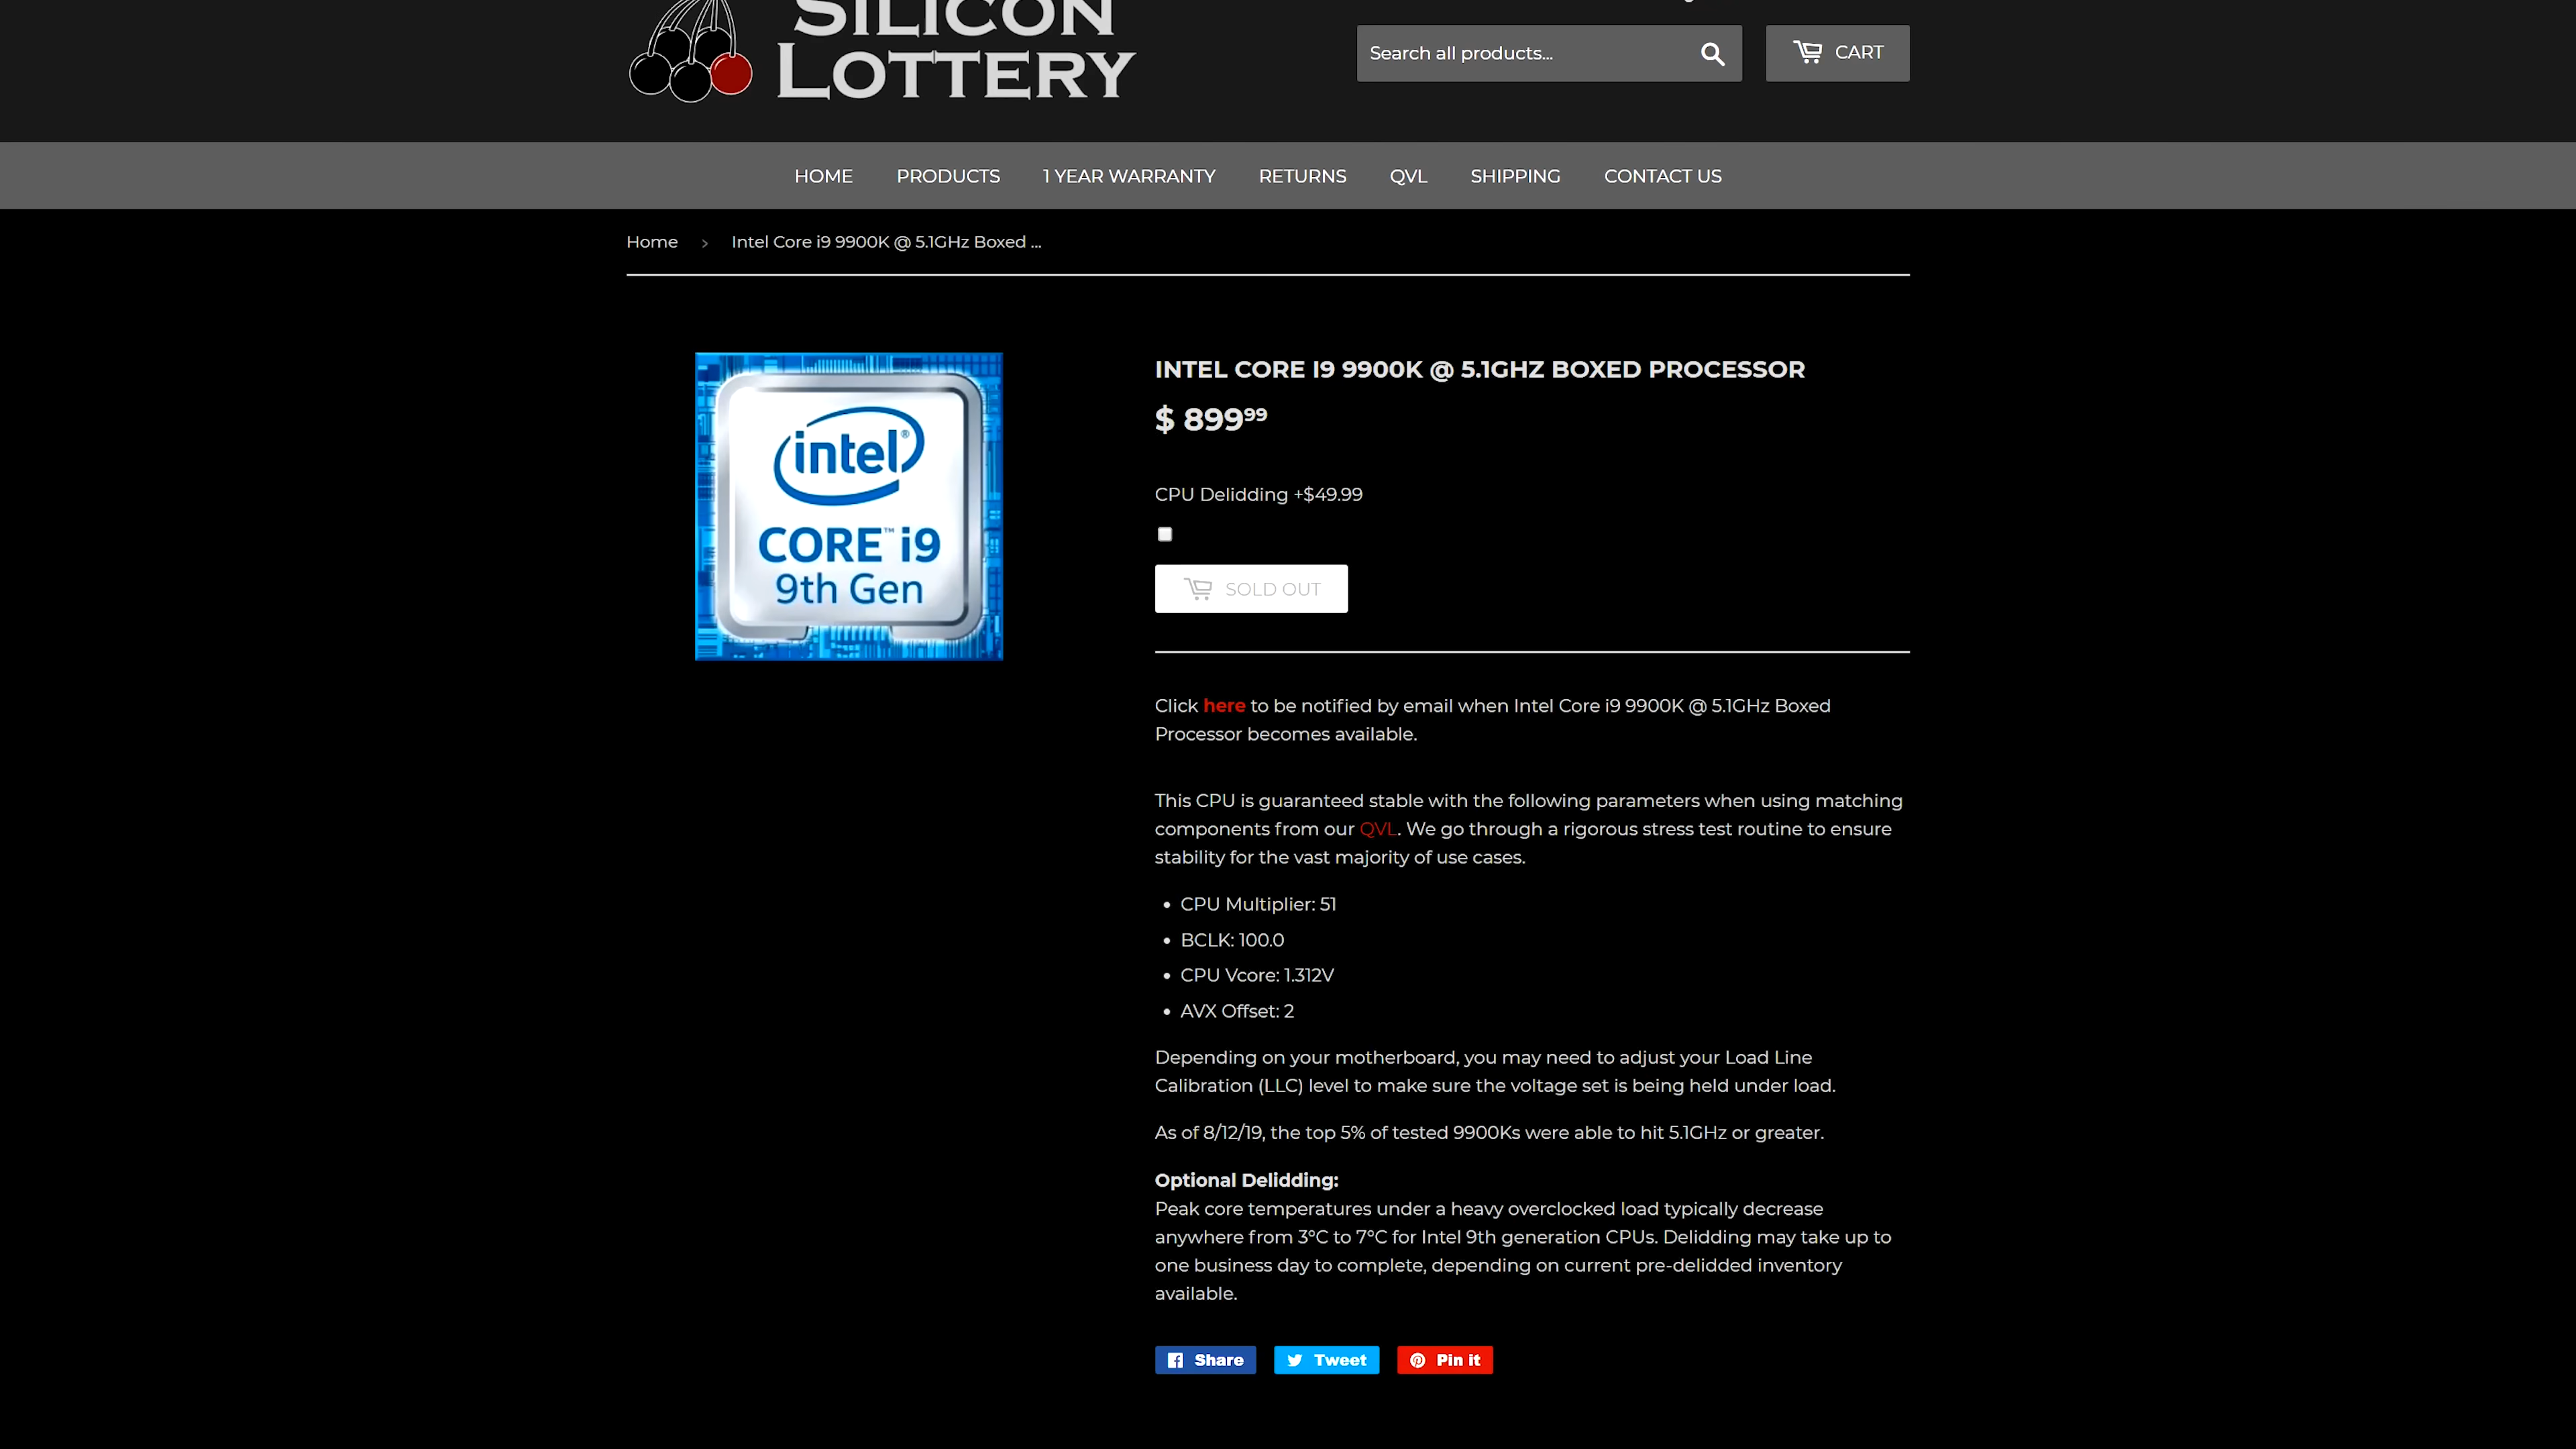 SILICON
LOTTERY
Search all products...
CART
HOME PRODUCTS 1 YEAR WARRANTY RETURNS QVL SHIPPING CONTACT US
Home › Intel Core i9 9900K @ 5.1GHz Boxed ...
intel®
CORE™ i9
9th Gen
INTEL CORE I9 9900K @ 5.1GHZ BOXED PROCESSOR
$ 899⁹⁹
CPU Delidding +$49.99
SOLD OUT
Click here to be notified by email when Intel Core i9 9900K @ 5.1GHz Boxed
Processor becomes available.
This CPU is guaranteed stable with the following parameters when using matching
components from our QVL. We go through a rigorous stress test routine to ensure
stability for the vast majority of use cases.
• CPU Multiplier: 51
• BCLK: 100.0
• CPU Vcore: 1.312V
• AVX Offset: 2
Depending on your motherboard, you may need to adjust your Load Line
Calibration (LLC) level to make sure the voltage set is being held under load.
As of 8/12/19, the top 5% of tested 9900Ks were able to hit 5.1GHz or greater.
Optional Delidding:
Peak core temperatures under a heavy overclocked load typically decrease
anywhere from 3°C to 7°C for Intel 9th generation CPUs. Delidding may take up to
one business day to complete, depending on current pre-delidded inventory
available.
Share Tweet Pin it